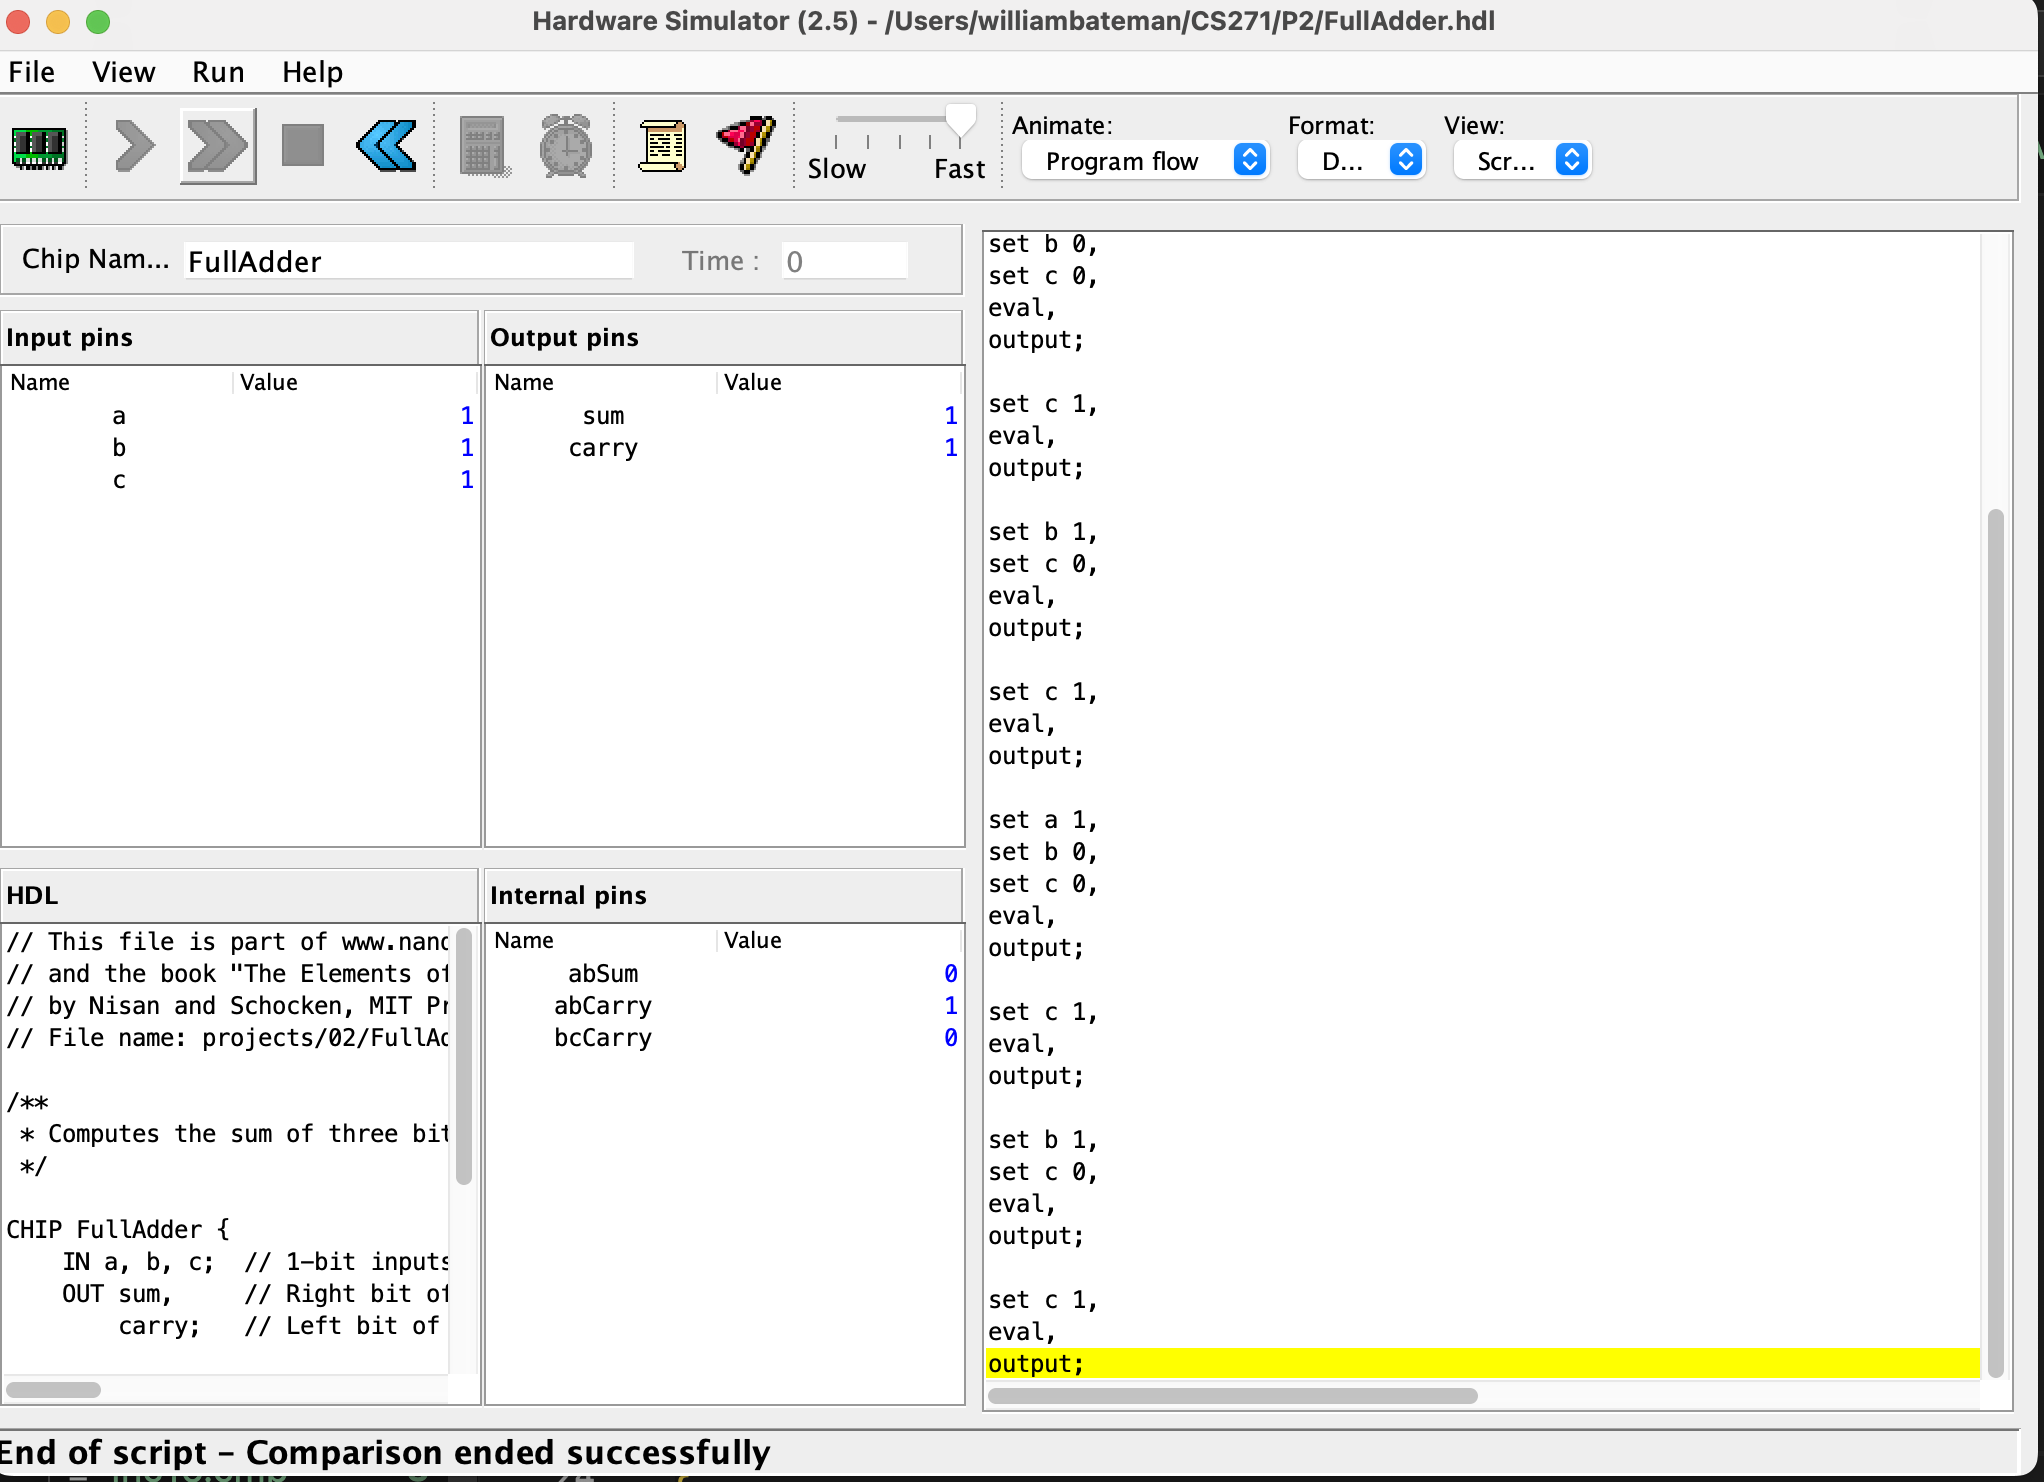 Hardware Simulator (2.5) - /Users/williambateman/CS271/P2/FullAdder.hdl
File View Run Help
Slow Fast
Animate: Format: View:
Program flow D... Scr...
Chip Nam... FullAdder Time : 0
Input pins
Name Value
a 1
b 1
c 1
Output pins
Name Value
sum 1
carry 1
HDL
// This file is part of www.nand
// and the book "The Elements of
// by Nisan and Schocken, MIT Pr
// File name: projects/02/FullAd
/**
* Computes the sum of three bit
*/
CHIP FullAdder {
IN a, b, c; // 1-bit inputs
OUT sum, // Right bit of
carry; // Left bit of
Internal pins
Name Value
abSum 0
abCarry 1
bcCarry 0
set b 0,
set c 0,
eval,
output;
set c 1,
eval,
output;
set b 1,
set c 0,
eval,
output;
set c 1,
eval,
output;
set a 1,
set b 0,
set c 0,
eval,
output;
set c 1,
eval,
output;
set b 1,
set c 0,
eval,
output;
set c 1,
eval,
output;
End of script - Comparison ended successfully